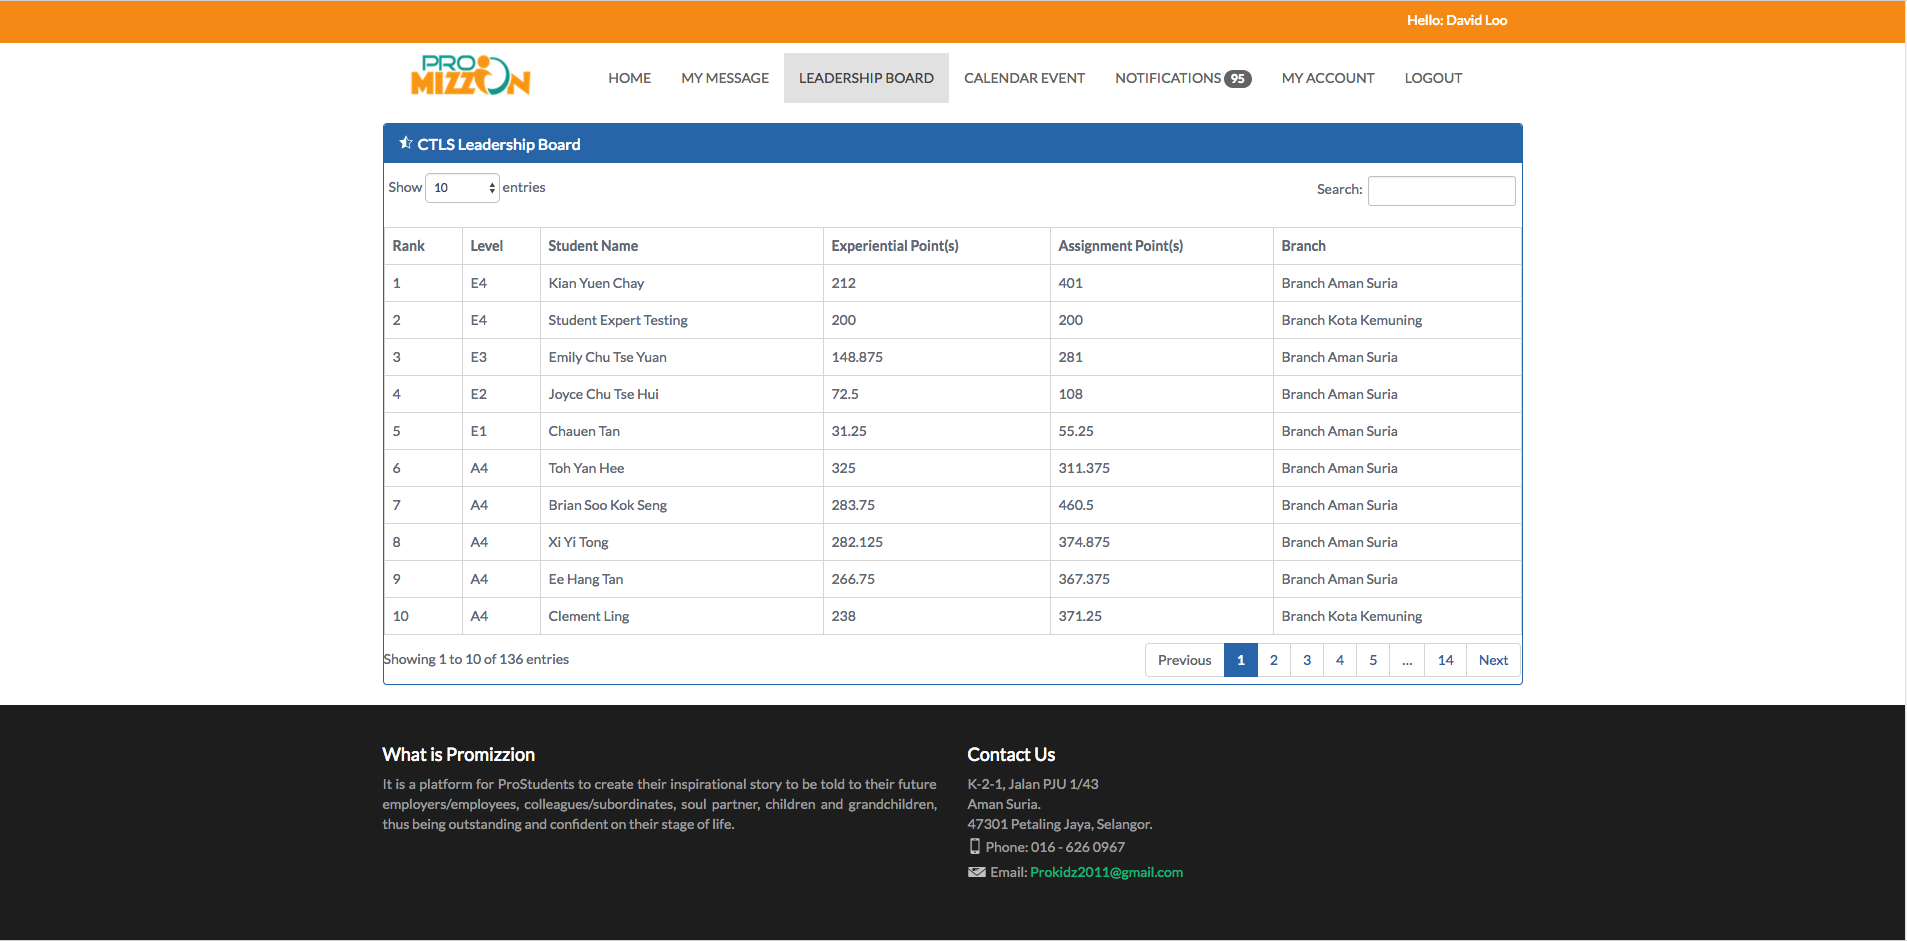 Hello: David Loo
PRO MIZZION
HOME MY MESSAGE LEADERSHIP BOARD CALENDAR EVENT NOTIFICATIONS 95 MY ACCOUNT LOGOUT
CTLS Leadership Board
Show 10 entries Search:
Rank Level Student Name Experiential Point(s) Assignment Point(s) Branch
1 E4 Kian Yuen Chay 212 401 Branch Aman Suria
2 E4 Student Expert Testing 200 200 Branch Kota Kemuning
3 E3 Emily Chu Tse Yuan 148.875 281 Branch Aman Suria
4 E2 Joyce Chu Tse Hui 72.5 108 Branch Aman Suria
5 E1 Chauen Tan 31.25 55.25 Branch Aman Suria
6 A4 Toh Yan Hee 325 311.375 Branch Aman Suria
7 A4 Brian Soo Kok Seng 283.75 460.5 Branch Aman Suria
8 A4 Xi Yi Tong 282.125 374.875 Branch Aman Suria
9 A4 Ee Hang Tan 266.75 367.375 Branch Aman Suria
10 A4 Clement Ling 238 371.25 Branch Kota Kemuning
Showing 1 to 10 of 136 entries Previous 1 2 3 4 5 ... 14 Next
What is Promizzion
It is a platform for ProStudents to create their inspirational story to be told to their future
employers/employees, colleagues/subordinates, soul partner, children and grandchildren,
thus being outstanding and confident on their stage of life.
Contact Us
K-2-1, Jalan PJU 1/43
Aman Suria.
47301 Petaling Jaya, Selangor.
Phone: 016 - 626 0967
Email: Prokidz2011@gmail.com